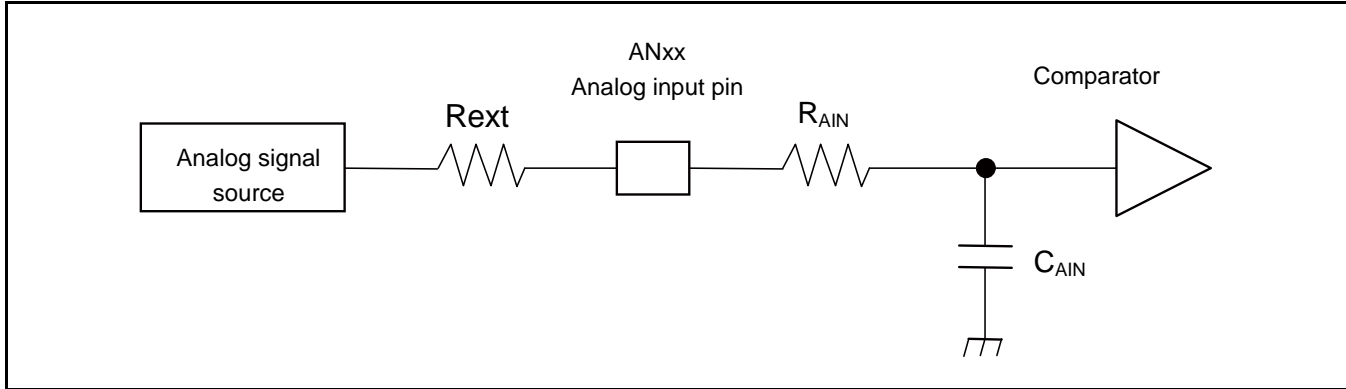 ANxx
Analog input pin
Comparator
Rext
RAIN
Analog signal
source
CAIN